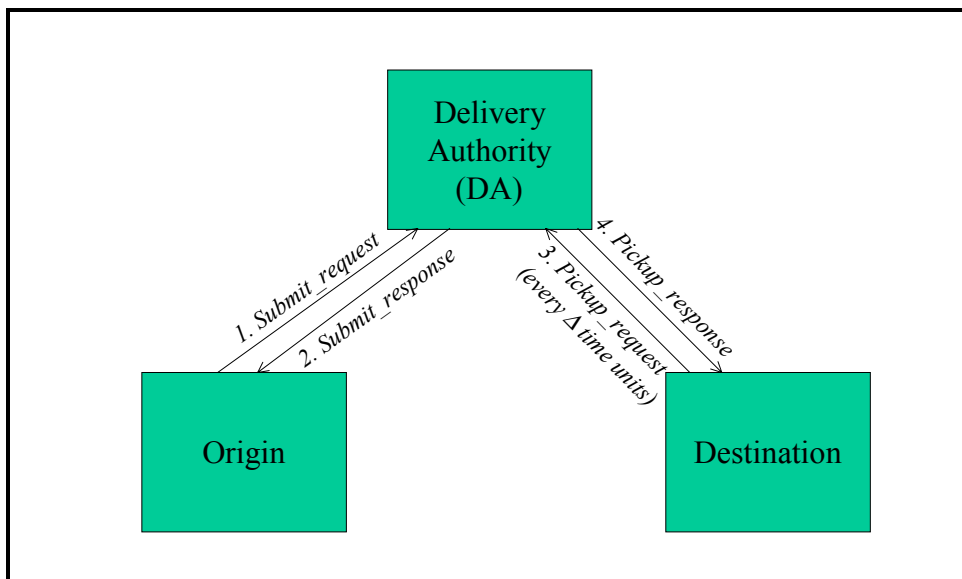 Delivery
Authority
(DA)
1. Submit_request
2. Submit_response
3. Pickup_request
(every Δ time units)
4. Pickup_response
Origin
Destination